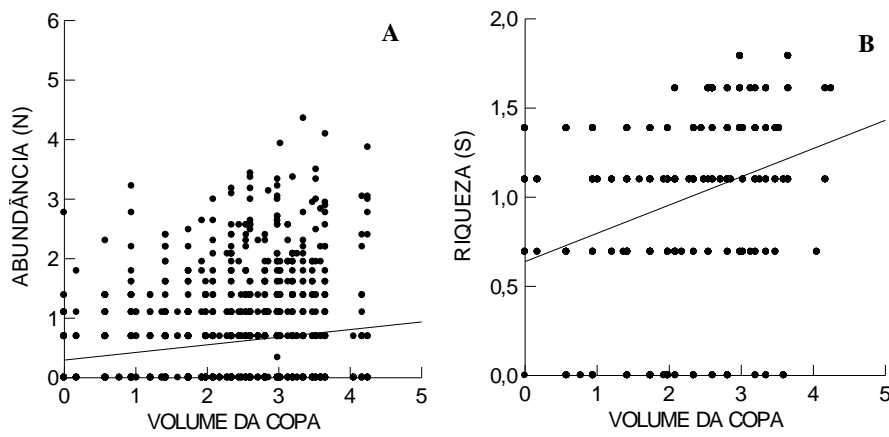 A
ABUNDÂNCIA (N)
6
5
4
3
2
1
0
0 1 2 3 4 5
VOLUME DA COPA
B
RIQUEZA (S)
2,0
1,5
1,0
0,5
0,0
0 1 2 3 4 5
VOLUME DA COPA